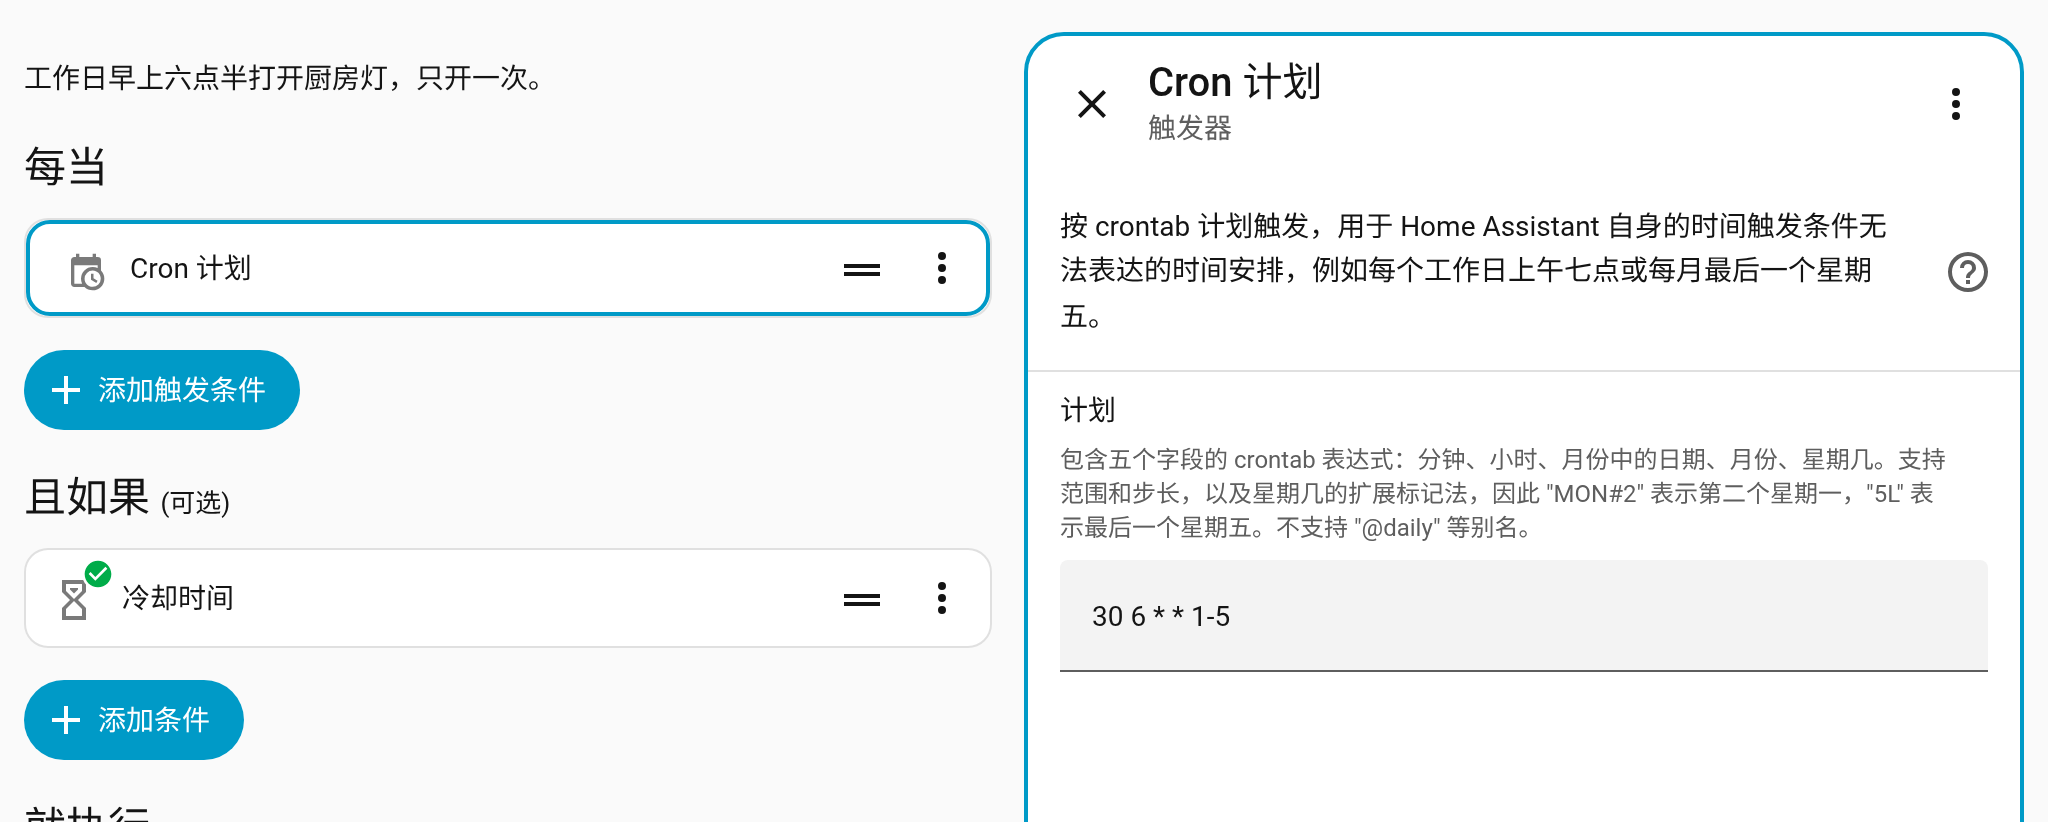 工作日早上六点半打开厨房灯，只开一次。
每当
Cron 计划
添加触发条件
且如果 (可选)
冷却时间
添加条件
就执行
Cron 计划
触发器
按 crontab 计划触发，用于 Home Assistant 自身的时间触发条件无
法表达的时间安排，例如每个工作日上午七点或每月最后一个星期
五。
计划
包含五个字段的 crontab 表达式：分钟、小时、月份中的日期、月份、星期几。支持
范围和步长，以及星期几的扩展标记法，因此 "MON#2" 表示第二个星期一，"5L" 表
示最后一个星期五。不支持 "@daily" 等别名。
30 6 * * 1-5